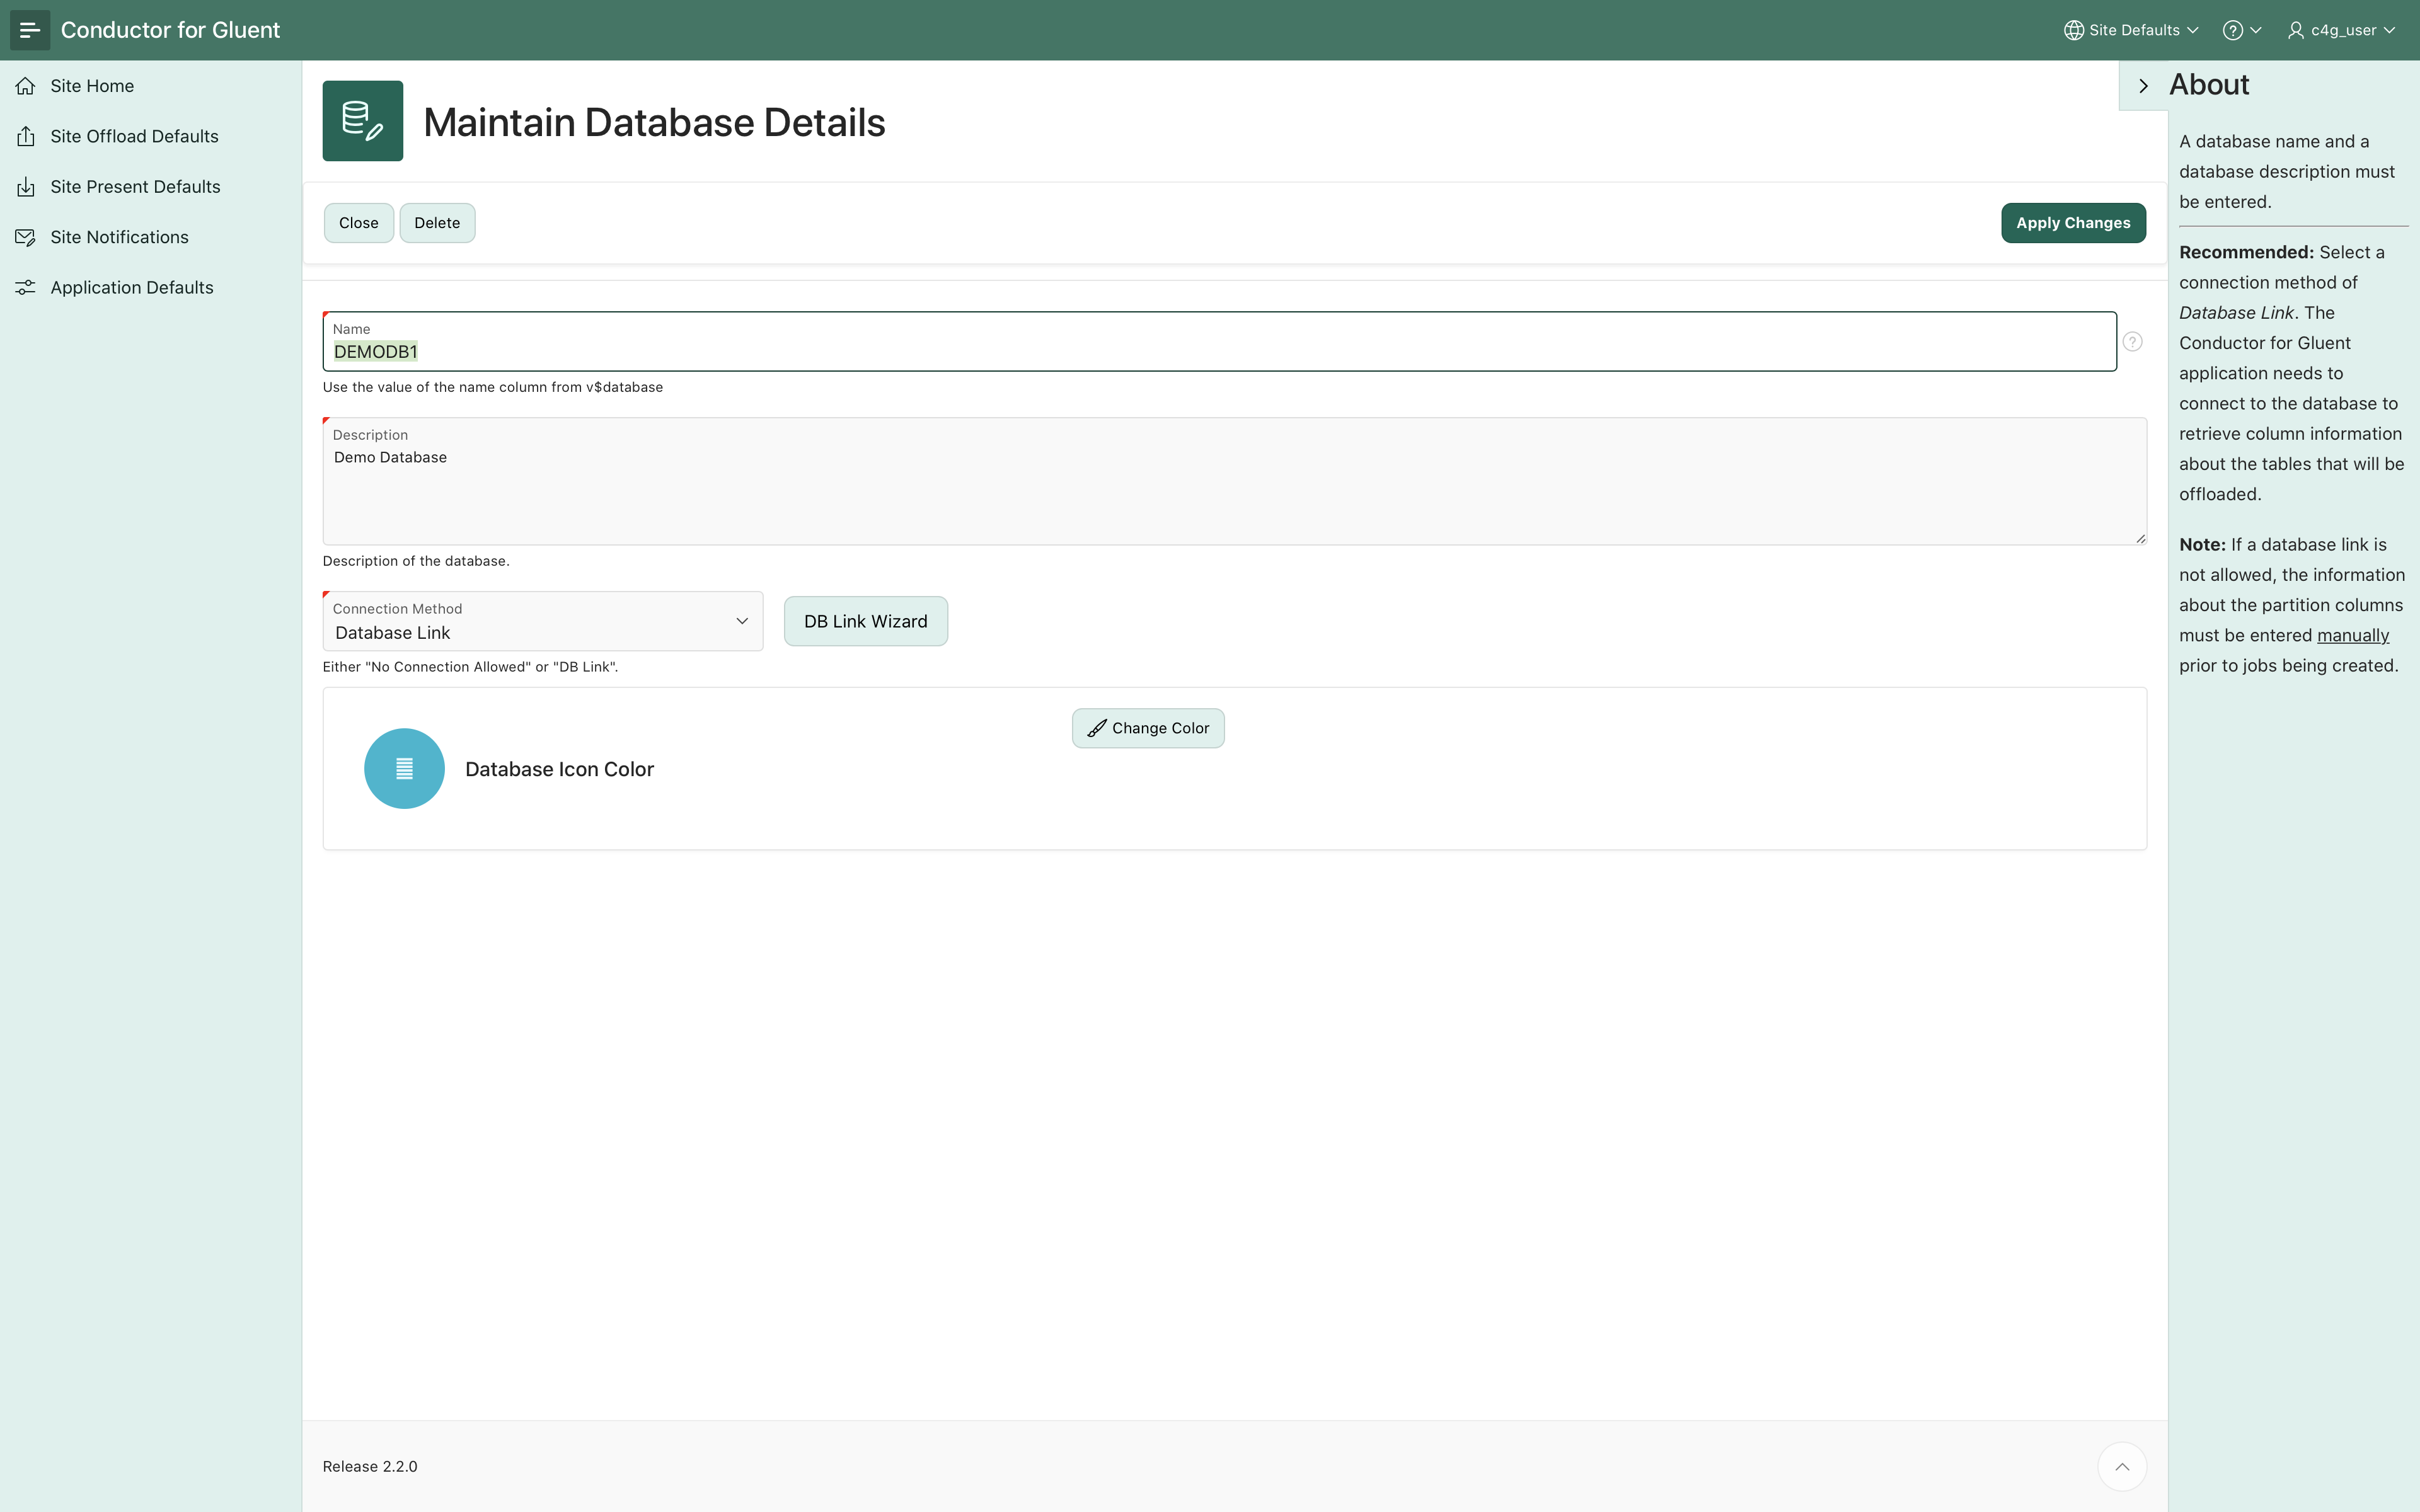 Conductor for Gluent
Site Defaults
c4g_user
Site Home
Site Offload Defaults
Site Present Defaults
Site Notifications
Application Defaults
Maintain Database Details
Close
Delete
Apply Changes
Name
DEMODB1
Use the value of the name column from v$database
Description
Demo Database
Description of the database.
Connection Method
Database Link
DB Link Wizard
Either "No Connection Allowed" or "DB Link".
Change Color
Database Icon Color
Release 2.2.0
About
A database name and a
database description must
be entered.
Recommended: Select a
connection method of
Database Link. The
Conductor for Gluent
application needs to
connect to the database to
retrieve column information
about the tables that will be
offloaded.
Note: If a database link is
not allowed, the information
about the partition columns
must be entered manually
prior to jobs being created.